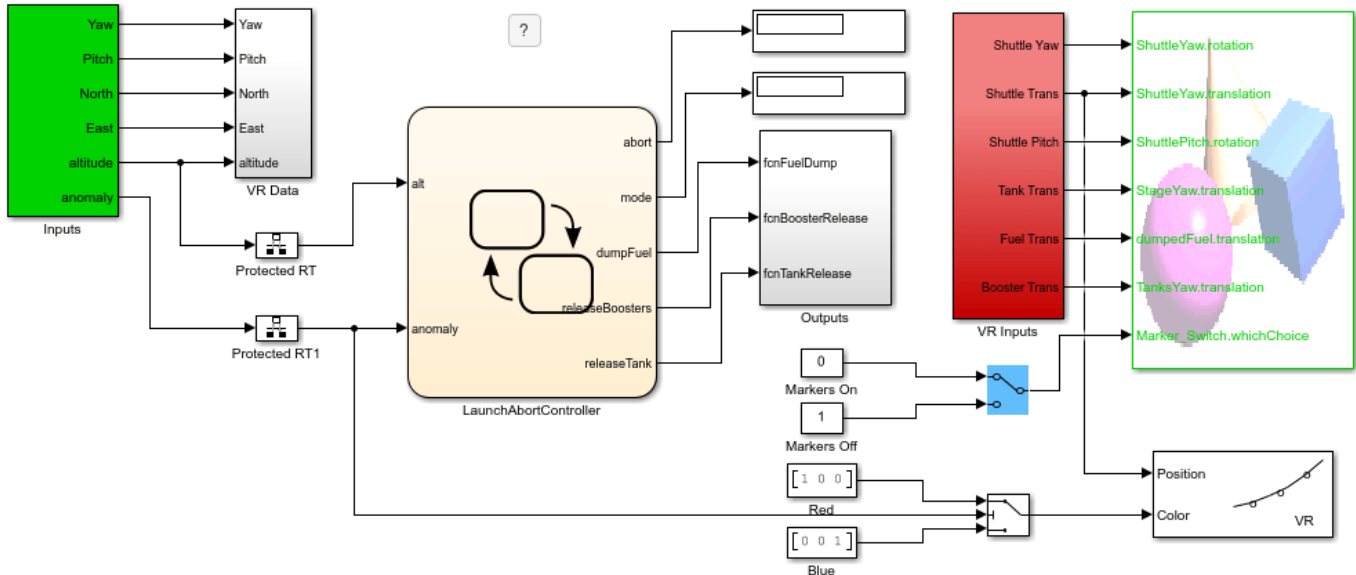 Yaw
Pitch
North
East
altitude
anomaly
Inputs
Yaw
Pitch
North
East
altitude
VR Data
?
Protected RT
Protected RT1
alt
anomaly
abort
mode
dumpFuel
releaseBoosters
releaseTank
LaunchAbortController
fcnFuelDump
fcnBoosterRelease
fcnTankRelease
Outputs
0
Markers On
1
Markers Off
[1 0 0]
Red
[0 0 1]
Blue
Shuttle Yaw
Shuttle Trans
Shuttle Pitch
Tank Trans
Fuel Trans
Booster Trans
VR Inputs
ShuttleYaw.rotation
ShuttleYaw.translation
ShuttlePitch.rotation
StageYaw.translation
dumpedFuel.translation
TanksYaw.translation
Marker_Switch.whichChoice
Position
Color
VR